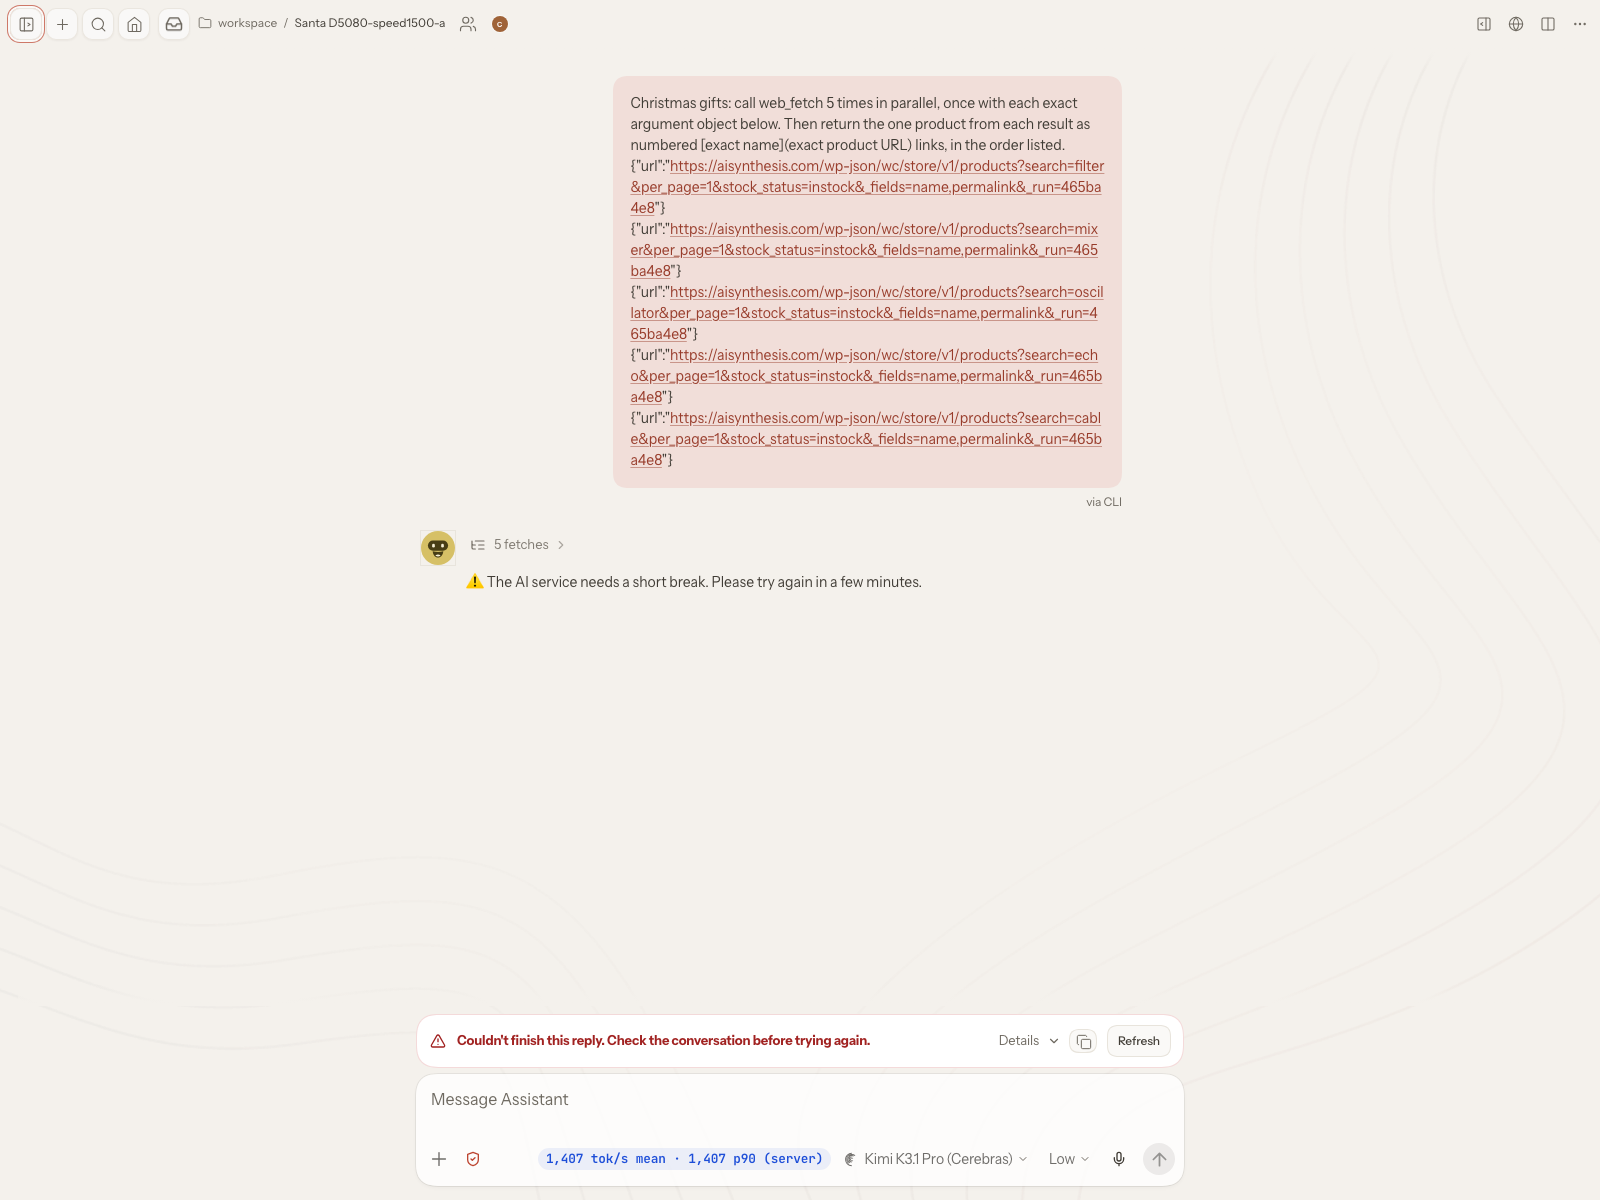 workspace / Santa D5080-speed1500-a
c
Christmas gifts: call web_fetch 5 times in parallel, once with each exact
argument object below. Then return the one product from each result as
numbered [exact name](exact product URL) links, in the order listed.
{"url":"https://aisynthesis.com/wp-json/wc/store/v1/products?search=filter
&per_page=1&stock_status=instock&_fields=name,permalink&_run=465ba
4e8"}
{"url":"https://aisynthesis.com/wp-json/wc/store/v1/products?search=mix
er&per_page=1&stock_status=instock&_fields=name,permalink&_run=465
ba4e8"}
{"url":"https://aisynthesis.com/wp-json/wc/store/v1/products?search=oscil
lator&per_page=1&stock_status=instock&_fields=name,permalink&_run=4
65ba4e8"}
{"url":"https://aisynthesis.com/wp-json/wc/store/v1/products?search=ech
o&per_page=1&stock_status=instock&_fields=name,permalink&_run=465b
a4e8"}
{"url":"https://aisynthesis.com/wp-json/wc/store/v1/products?search=cabl
e&per_page=1&stock_status=instock&_fields=name,permalink&_run=465b
a4e8"}
via CLI
5 fetches
⚠️ The AI service needs a short break. Please try again in a few minutes.
Couldn't finish this reply. Check the conversation before trying again.
Details
Refresh
Message Assistant
1,407 tok/s mean · 1,407 p90 (server)
Kimi K3.1 Pro (Cerebras)
Low